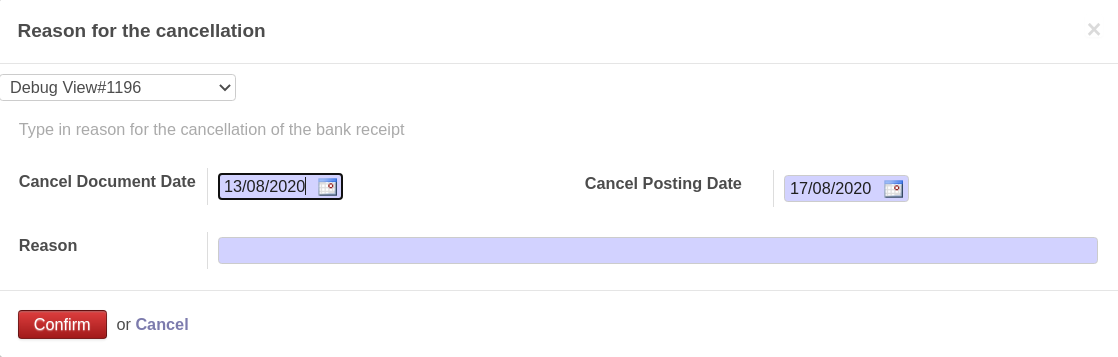 Reason for the cancellation
×
Debug View#1196
Type in reason for the cancellation of the bank receipt
Cancel Document Date 13/08/2020 Cancel Posting Date 17/08/2020
Reason
Confirm or Cancel